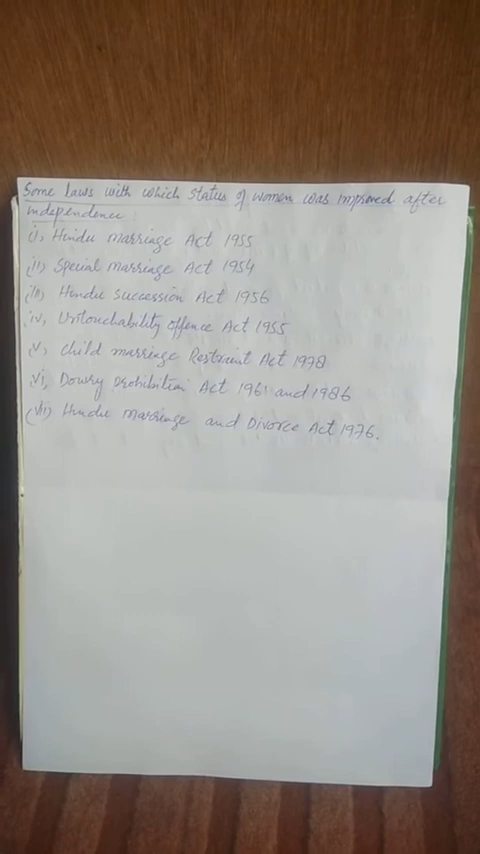 Some laws with which status of women was improved after
independence :
(i) Hindu marriage Act 1955
(ii) Special marriage Act 1954
(iii) Hindu succession Act 1956
(iv) Untouchability offence Act 1955
(v) Child marriage Restraint Act 1978
(vi) Dowry prohibition Act 1961 and 1986
(vii) Hindu marriage and Divorce Act 1976.